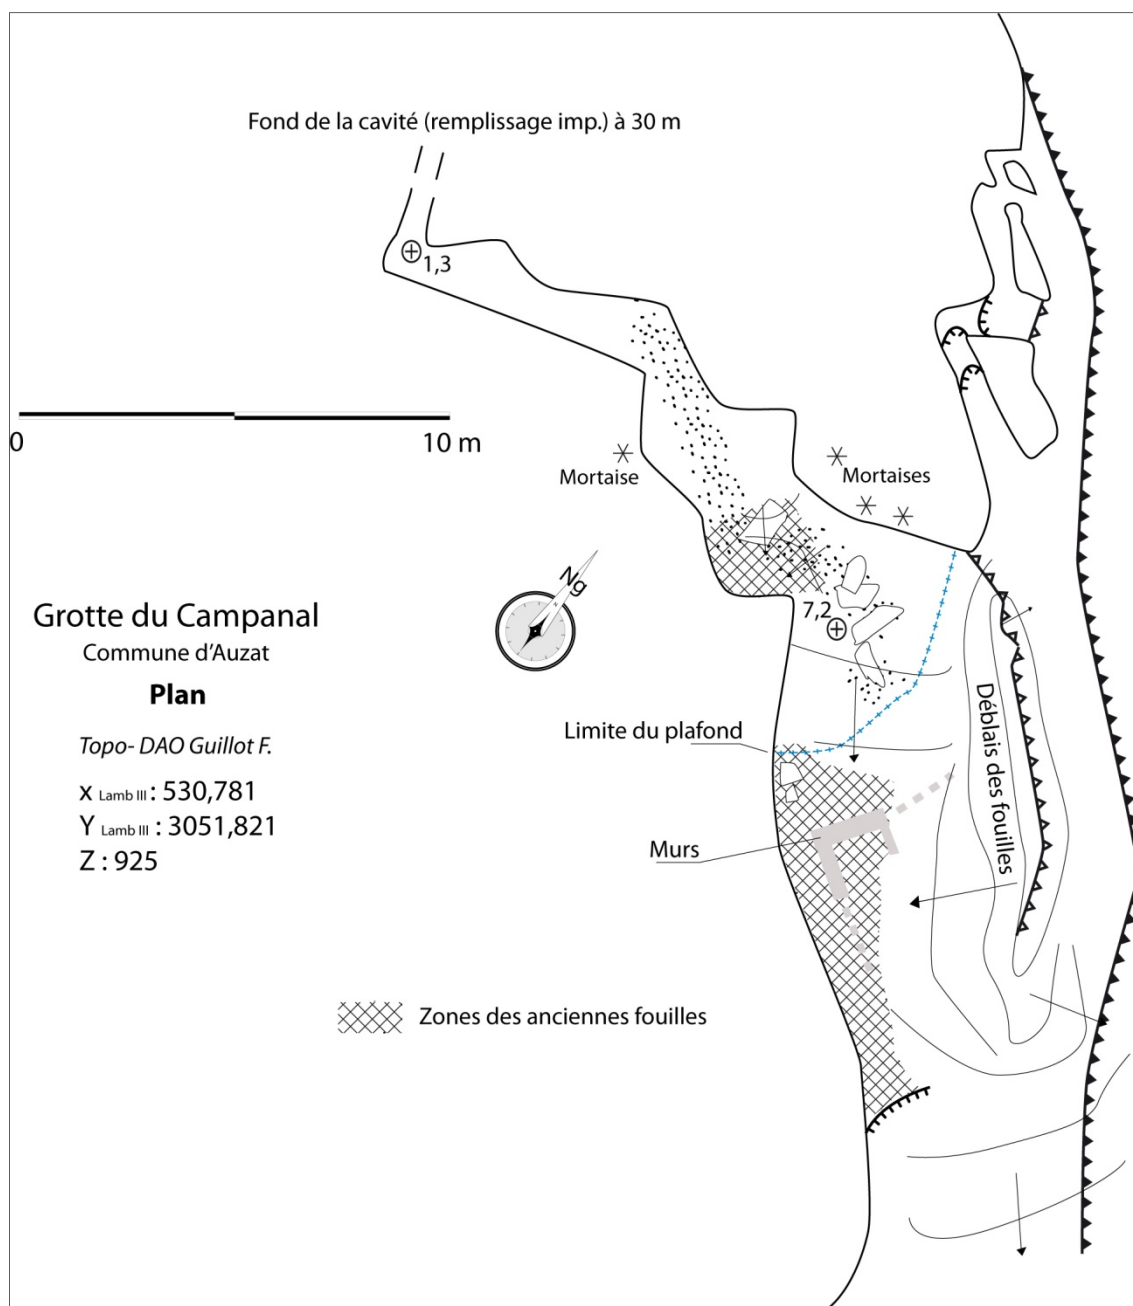 Fond de la cavité (remplissage imp.) à 30 m
1,3
0
10 m
Mortaise
Mortaises
Ng
7,2
Grotte du Campanal
Commune d'Auzat
Plan
Topo- DAO Guillot F.
x Lamb III : 530,781
Y Lamb III : 3051,821
Z : 925
Limite du plafond
Déblais des fouilles
Murs
Zones des anciennes fouilles